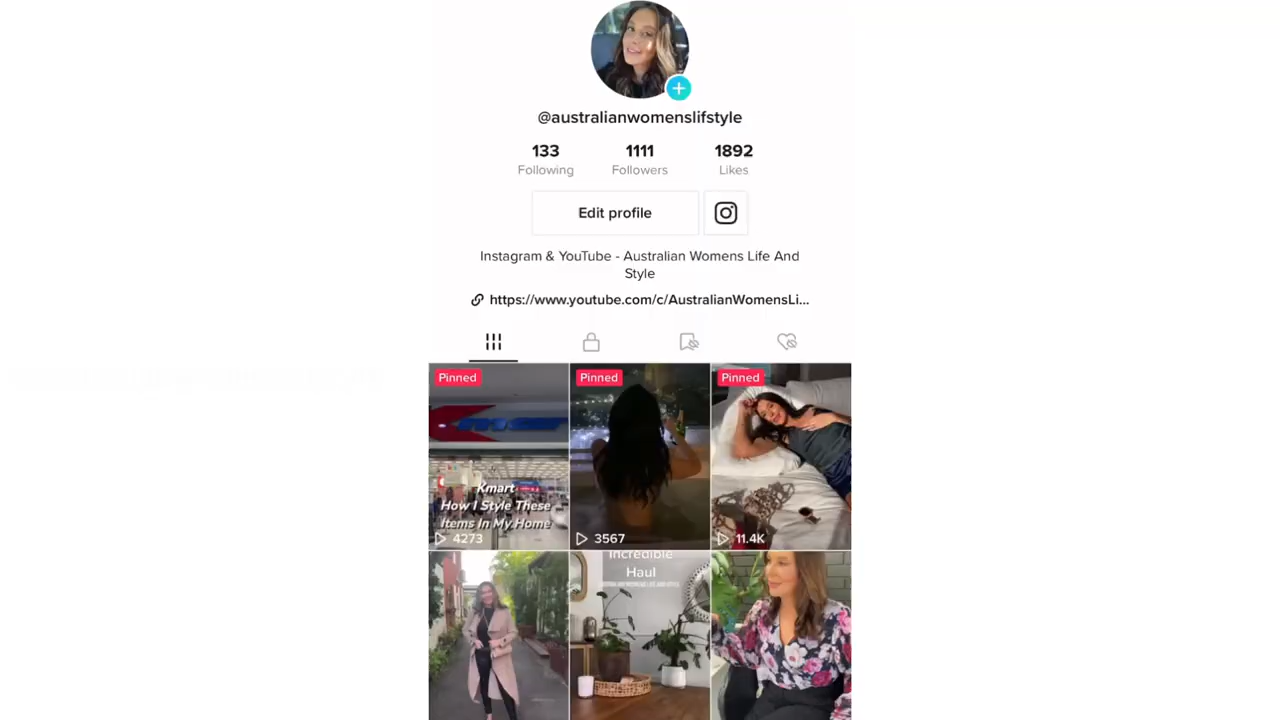 @australianwomenslifstyle
133 1111 1892
Following Followers Likes
Edit profile
Instagram & YouTube - Australian Womens Life And
Style
https://www.youtube.com/c/AustralianWomensLi...
Pinned Pinned Pinned
Kmart
How I Style These
Items In My Home
4273 3567 11.4K
Incredible
Haul